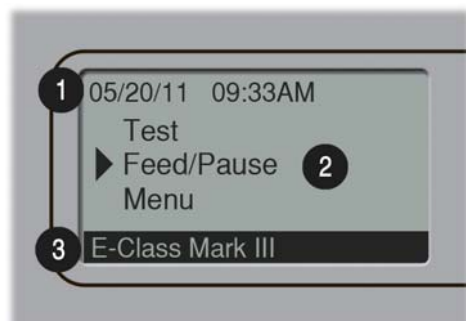 1 05/20/11 09:33AM
Test
Feed/Pause 2
Menu
3 E-Class Mark III